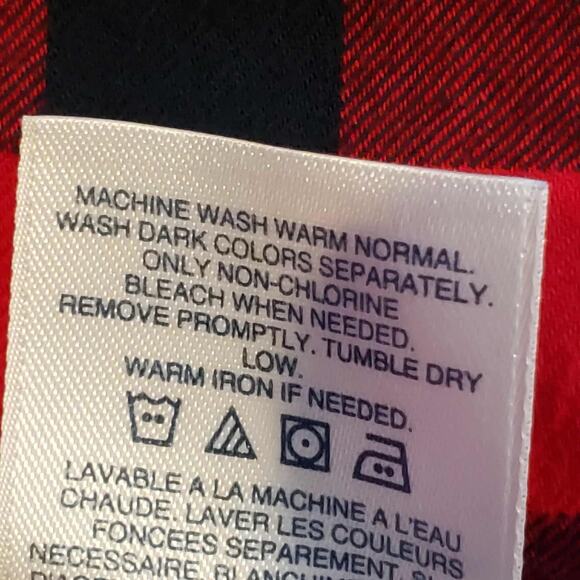 MACHINE WASH WARM NORMAL.
WASH DARK COLORS SEPARATELY.
ONLY NON-CHLORINE
BLEACH WHEN NEEDED.
REMOVE PROMPTLY. TUMBLE DRY
LOW.
WARM IRON IF NEEDED.
LAVABLE A LA MACHINE A L'EAU
CHAUDE. LAVER LES COULEURS
FONCEES SEPAREMENT.
NECESSAIRE,